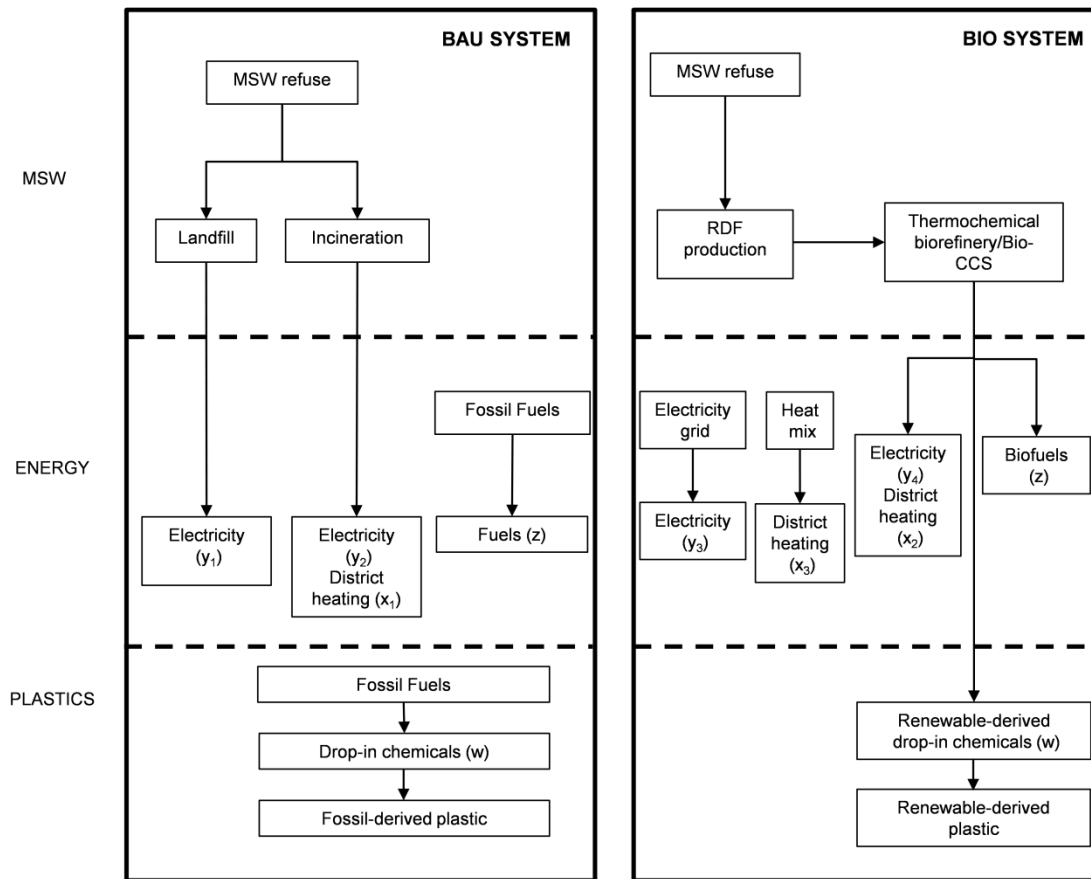 BAU SYSTEM
MSW refuse
MSW
Landfill
Incineration
ENERGY
Fossil Fuels
Electricity
(y₁)
Electricity
(y₂)
District
heating (x₁)
Fuels (z)
PLASTICS
Fossil Fuels
Drop-in chemicals (w)
Fossil-derived plastic
BIO SYSTEM
MSW refuse
RDF
production
Thermochemical
biorefinery/Bio-
CCS
Electricity
grid
Heat
mix
Electricity
(y₄)
District
heating
(x₂)
Biofuels
(z)
Electricity
(y₃)
District
heating
(x₃)
Renewable-derived
drop-in chemicals (w)
Renewable-derived
plastic